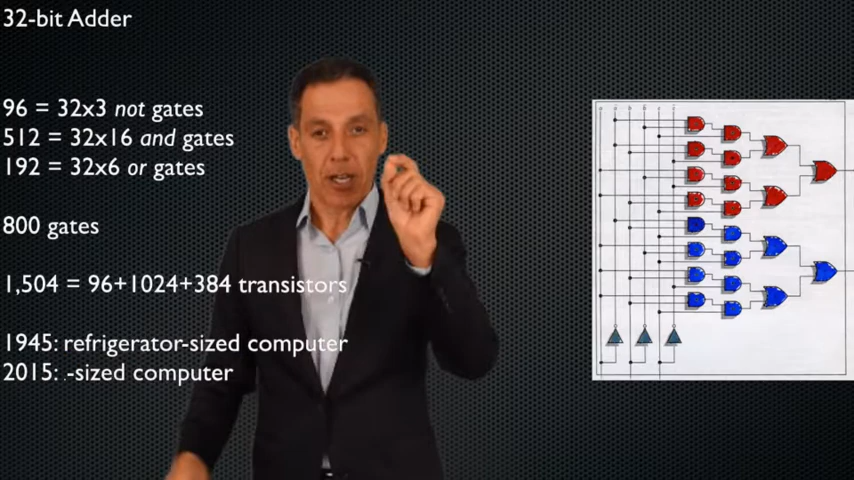 32-bit Adder
96 = 32x3 not gates
512 = 32x16 and gates
192 = 32x6 or gates
800 gates
1,504 = 96+1024+384 transistors
1945: refrigerator-sized computer
2015: .-sized computer